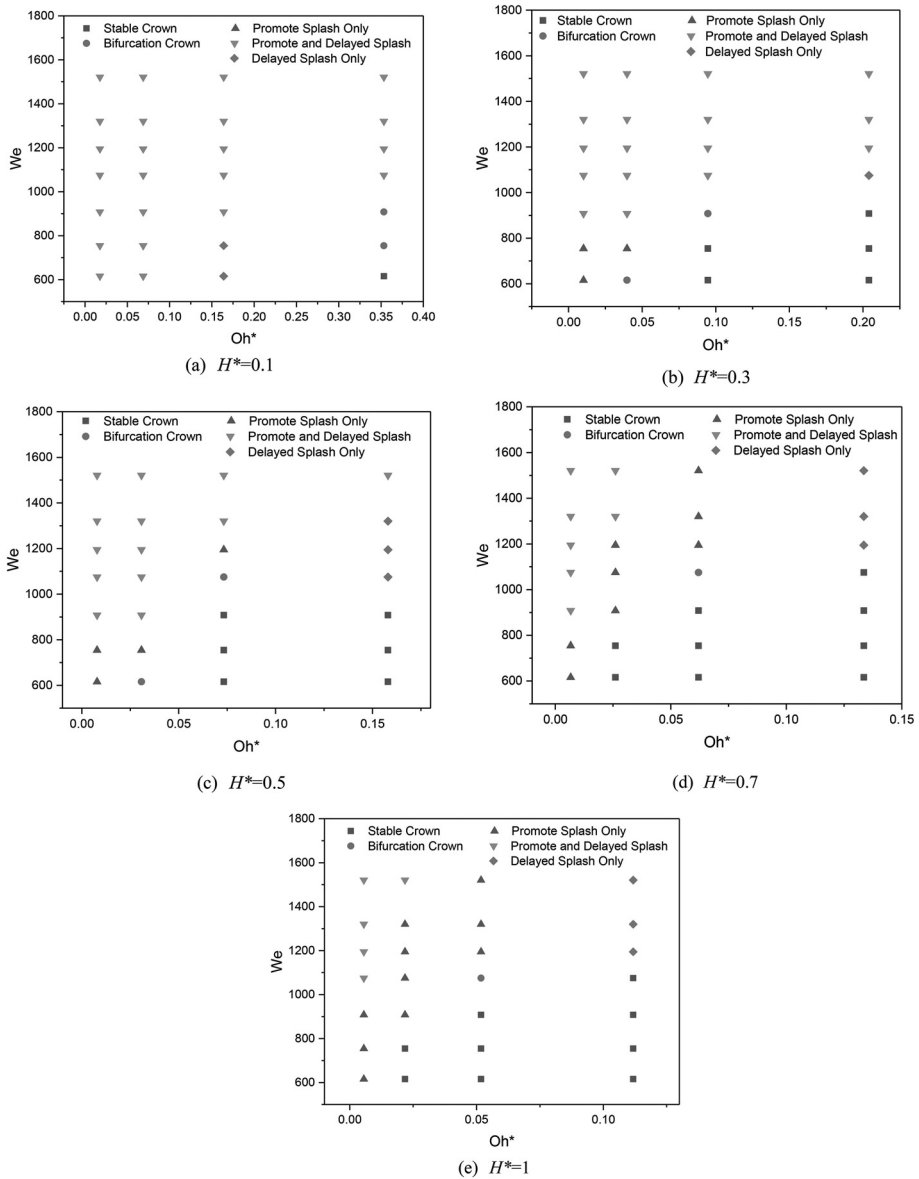 Stable Crown Promote Splash Only
Bifurcation Crown Promote and Delayed Splash
Delayed Splash Only
1800
1600
1400
1200
1000
800
600
We
0.00 0.05 0.10 0.15 0.20 0.25 0.30 0.35 0.40
Oh*
(a) H*=0.1
Stable Crown Promote Splash Only
Bifurcation Crown Promote and Delayed Splash
Delayed Splash Only
1800
1600
1400
1200
1000
800
600
We
0.00 0.05 0.10 0.15 0.20
Oh*
(b) H*=0.3
Stable Crown Promote Splash Only
Bifurcation Crown Promote and Delayed Splash
Delayed Splash Only
1800
1600
1400
1200
1000
800
600
We
0.00 0.05 0.10 0.15
Oh*
(c) H*=0.5
Stable Crown Promote Splash Only
Bifurcation Crown Promote and Delayed Splash
Delayed Splash Only
1800
1600
1400
1200
1000
800
600
We
0.00 0.05 0.10 0.15
Oh*
(d) H*=0.7
Stable Crown Promote Splash Only
Bifurcation Crown Promote and Delayed Splash
Delayed Splash Only
1800
1600
1400
1200
1000
800
600
We
0.00 0.05 0.10
Oh*
(e) H*=1